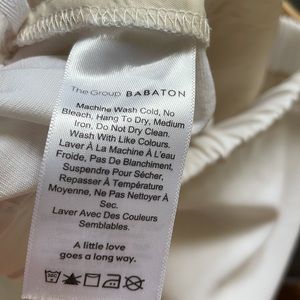 The Group BABATON
Machine Wash Cold, No
Bleach, Hang To Dry, Medium
Iron, Do Not Dry Clean.
Wash With Like Colours.
Laver À La Machine À L'eau
Froide, Pas De Blanchiment,
Suspendre Pour Sécher,
Repasser À Température
Moyenne, Ne Pas Nettoyer À
Sec.
Laver Avec Des Couleurs
Semblables.
A little love
goes a long way.